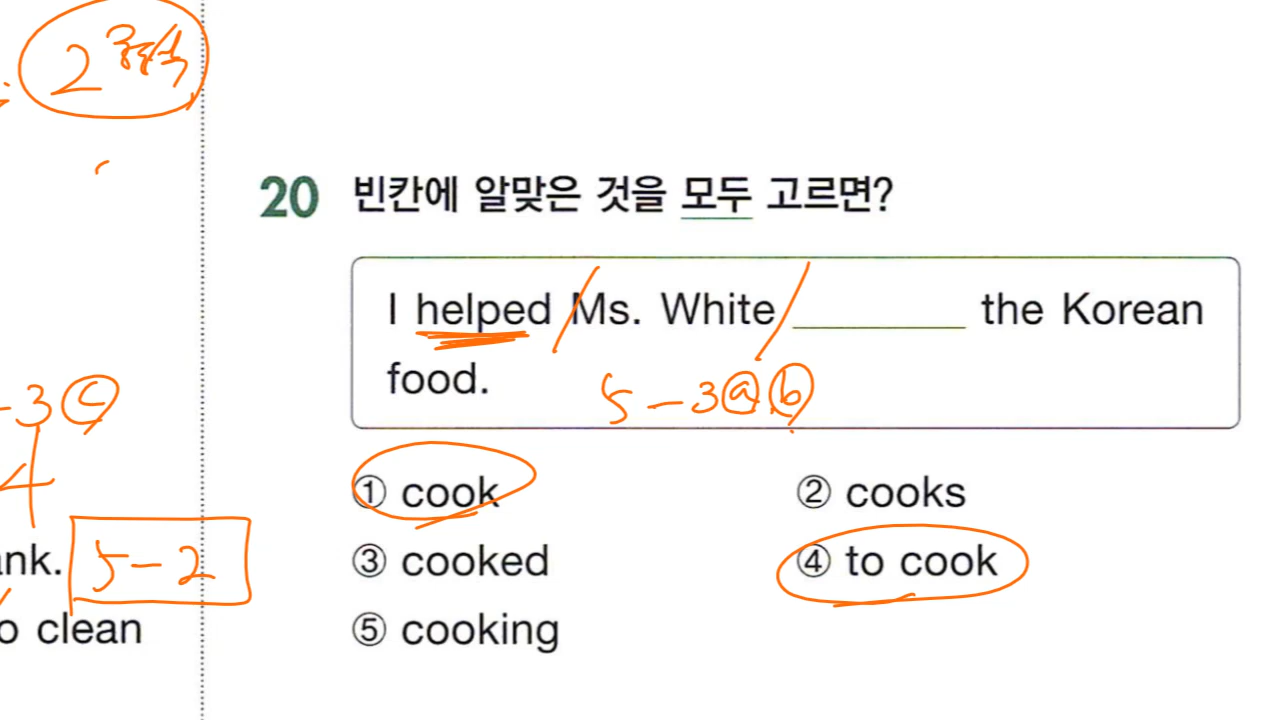 2형식
20 빈칸에 알맞은 것을 모두 고르면?
I helped Ms. White ________ the Korean
food.
5-3ⓐⓑ
-3ⓒ
4
① cook ② cooks
③ cooked ④ to cook
⑤ cooking
ank. 5-2
o clean